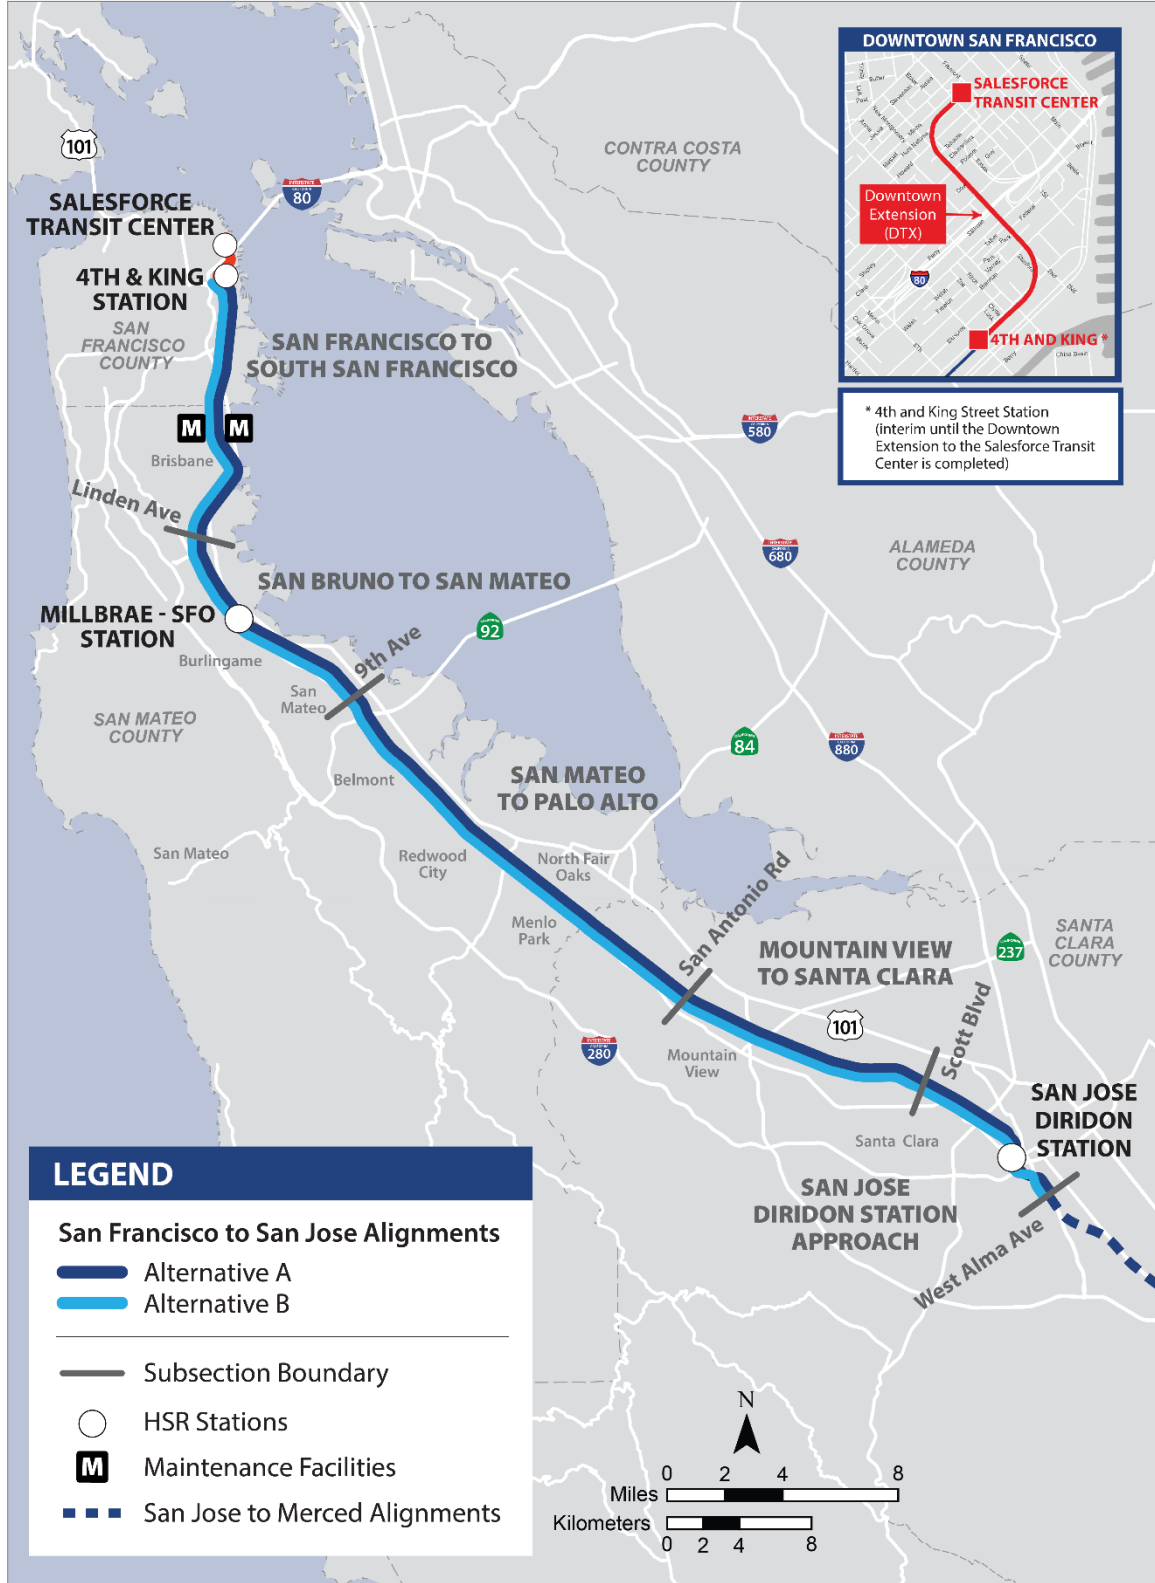 DOWNTOWN SAN FRANCISCO
SALESFORCE
TRANSIT CENTER
Downtown
Extension
(DTX)
80
4TH AND KING *
* 4th and King Street Station
(interim until the Downtown
Extension to the Salesforce Transit
Center is completed)
101
CONTRA COSTA
COUNTY
80
SALESFORCE
TRANSIT CENTER
4TH & KING
STATION
SAN
FRANCISCO
COUNTY
SAN FRANCISCO TO
SOUTH SAN FRANCISCO
580
M
M
Brisbane
Linden Ave
680
ALAMEDA
COUNTY
SAN BRUNO TO SAN MATEO
MILLBRAE - SFO
STATION
92
9th Ave
Burlingame
San
Mateo
SAN MATEO
COUNTY
84
880
Belmont
SAN MATEO
TO PALO ALTO
San Mateo
Redwood
City
North Fair
Oaks
San Antonio Rd
Menlo
Park
SANTA
CLARA
COUNTY
MOUNTAIN VIEW
TO SANTA CLARA
237
101
Scott Blvd
280
Mountain
View
SAN JOSE
DIRIDON
STATION
Santa Clara
SAN JOSE
DIRIDON STATION
APPROACH
West Alma Ave
LEGEND
San Francisco to San Jose Alignments
Alternative A
Alternative B
Subsection Boundary
HSR Stations
M
Maintenance Facilities
San Jose to Merced Alignments
N
0 2 4 8
Miles
Kilometers
0 2 4 8